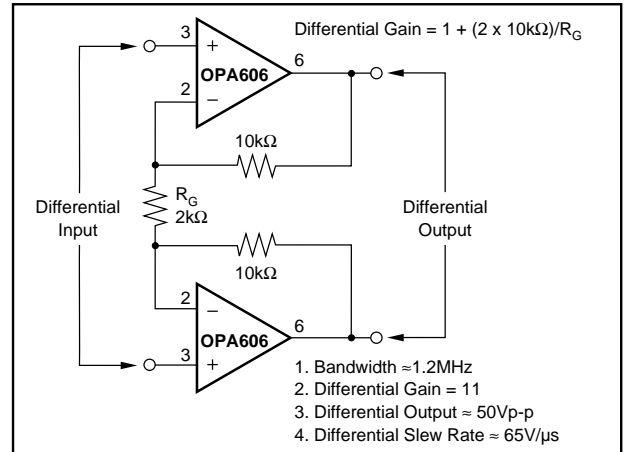 Differential Gain = 1 + (2 x 10kΩ)/RG
3
+
OPA606
6
2
–
10kΩ
RG
2kΩ
Differential
Input
Differential
Output
10kΩ
2
–
OPA606
6
3
+
1. Bandwidth ≈1.2MHz
2. Differential Gain = 11
3. Differential Output ≈ 50Vp-p
4. Differential Slew Rate ≈ 65V/µs